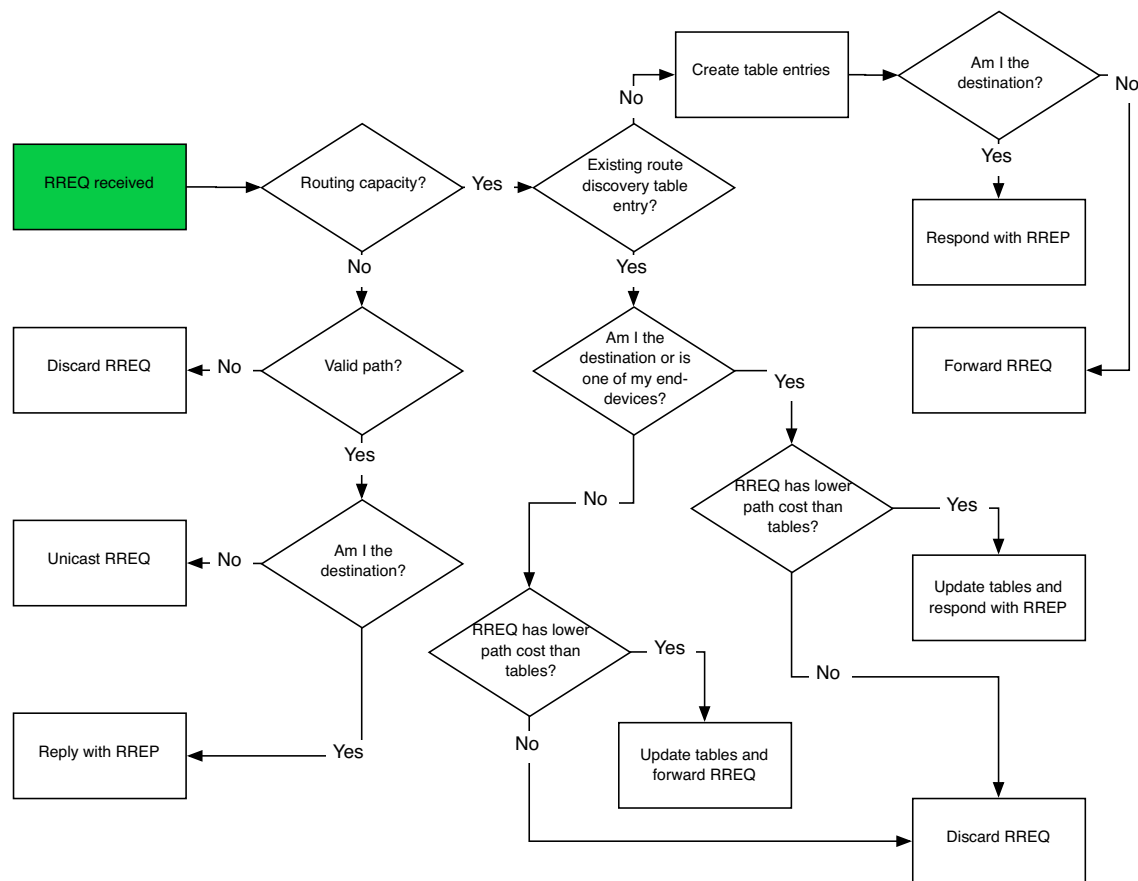 Create table entries
Am I the
destination?
No
No
Yes
RREQ received
Routing capacity?
Yes
Existing route
discovery table
entry?
Respond with RREP
No
Yes
Discard RREQ
No
Valid path?
Am I the
destination or is
one of my end-
devices?
Yes
Forward RREQ
Yes
No
RREQ has lower
path cost than
tables?
Yes
Unicast RREQ
No
Am I the
destination?
Update tables and
respond with RREP
RREQ has lower
path cost than
tables?
Yes
No
Reply with RREP
Yes
No
Update tables and
forward RREQ
Discard RREQ